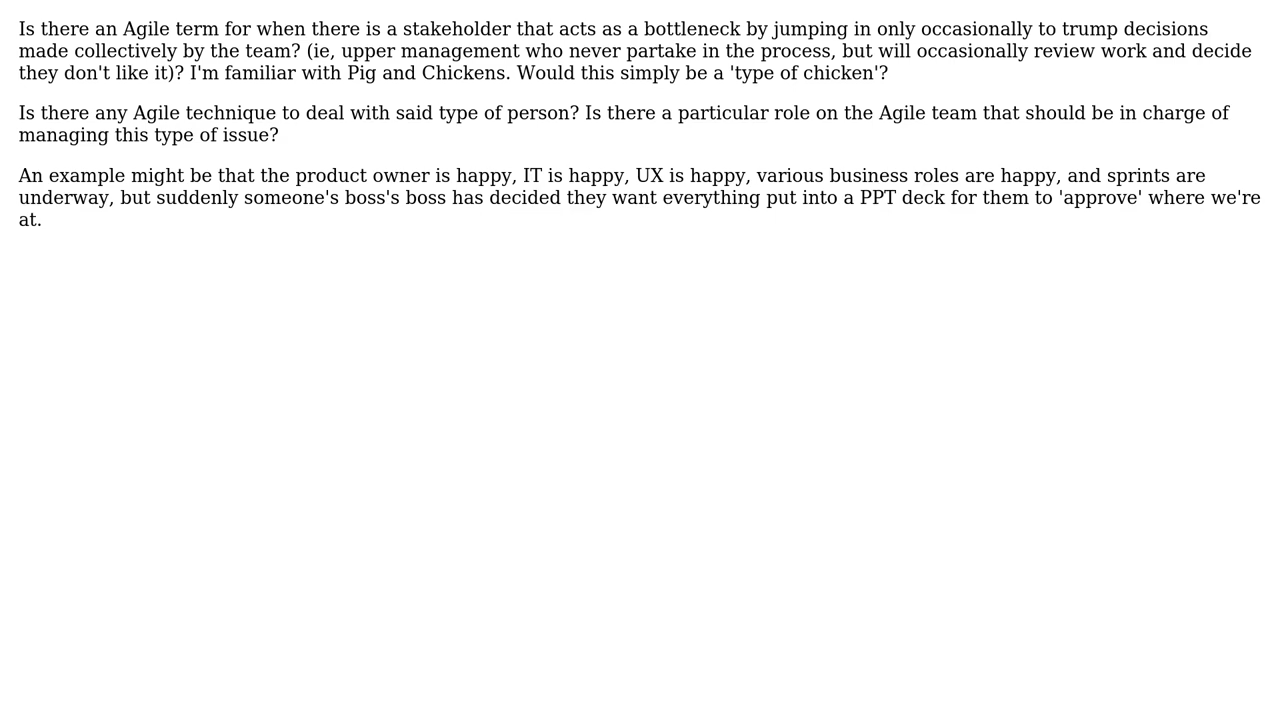 Is there an Agile term for when there is a stakeholder that acts as a bottleneck by jumping in only occasionally to trump decisions
made collectively by the team? (ie, upper management who never partake in the process, but will occasionally review work and decide
they don't like it)? I'm familiar with Pig and Chickens. Would this simply be a 'type of chicken'?
Is there any Agile technique to deal with said type of person? Is there a particular role on the Agile team that should be in charge of
managing this type of issue?
An example might be that the product owner is happy, IT is happy, UX is happy, various business roles are happy, and sprints are
underway, but suddenly someone's boss's boss has decided they want everything put into a PPT deck for them to 'approve' where we're
at.